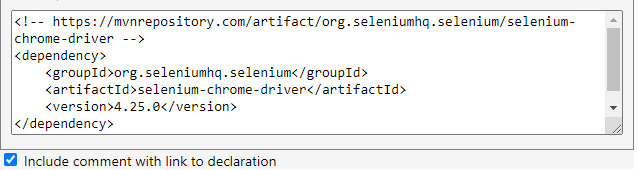 <!-- https://mvnrepository.com/artifact/org.seleniumhq.selenium/selenium-
chrome-driver -->
<dependency>
    <groupId>org.seleniumhq.selenium</groupId>
    <artifactId>selenium-chrome-driver</artifactId>
    <version>4.25.0</version>
</dependency>
Include comment with link to declaration